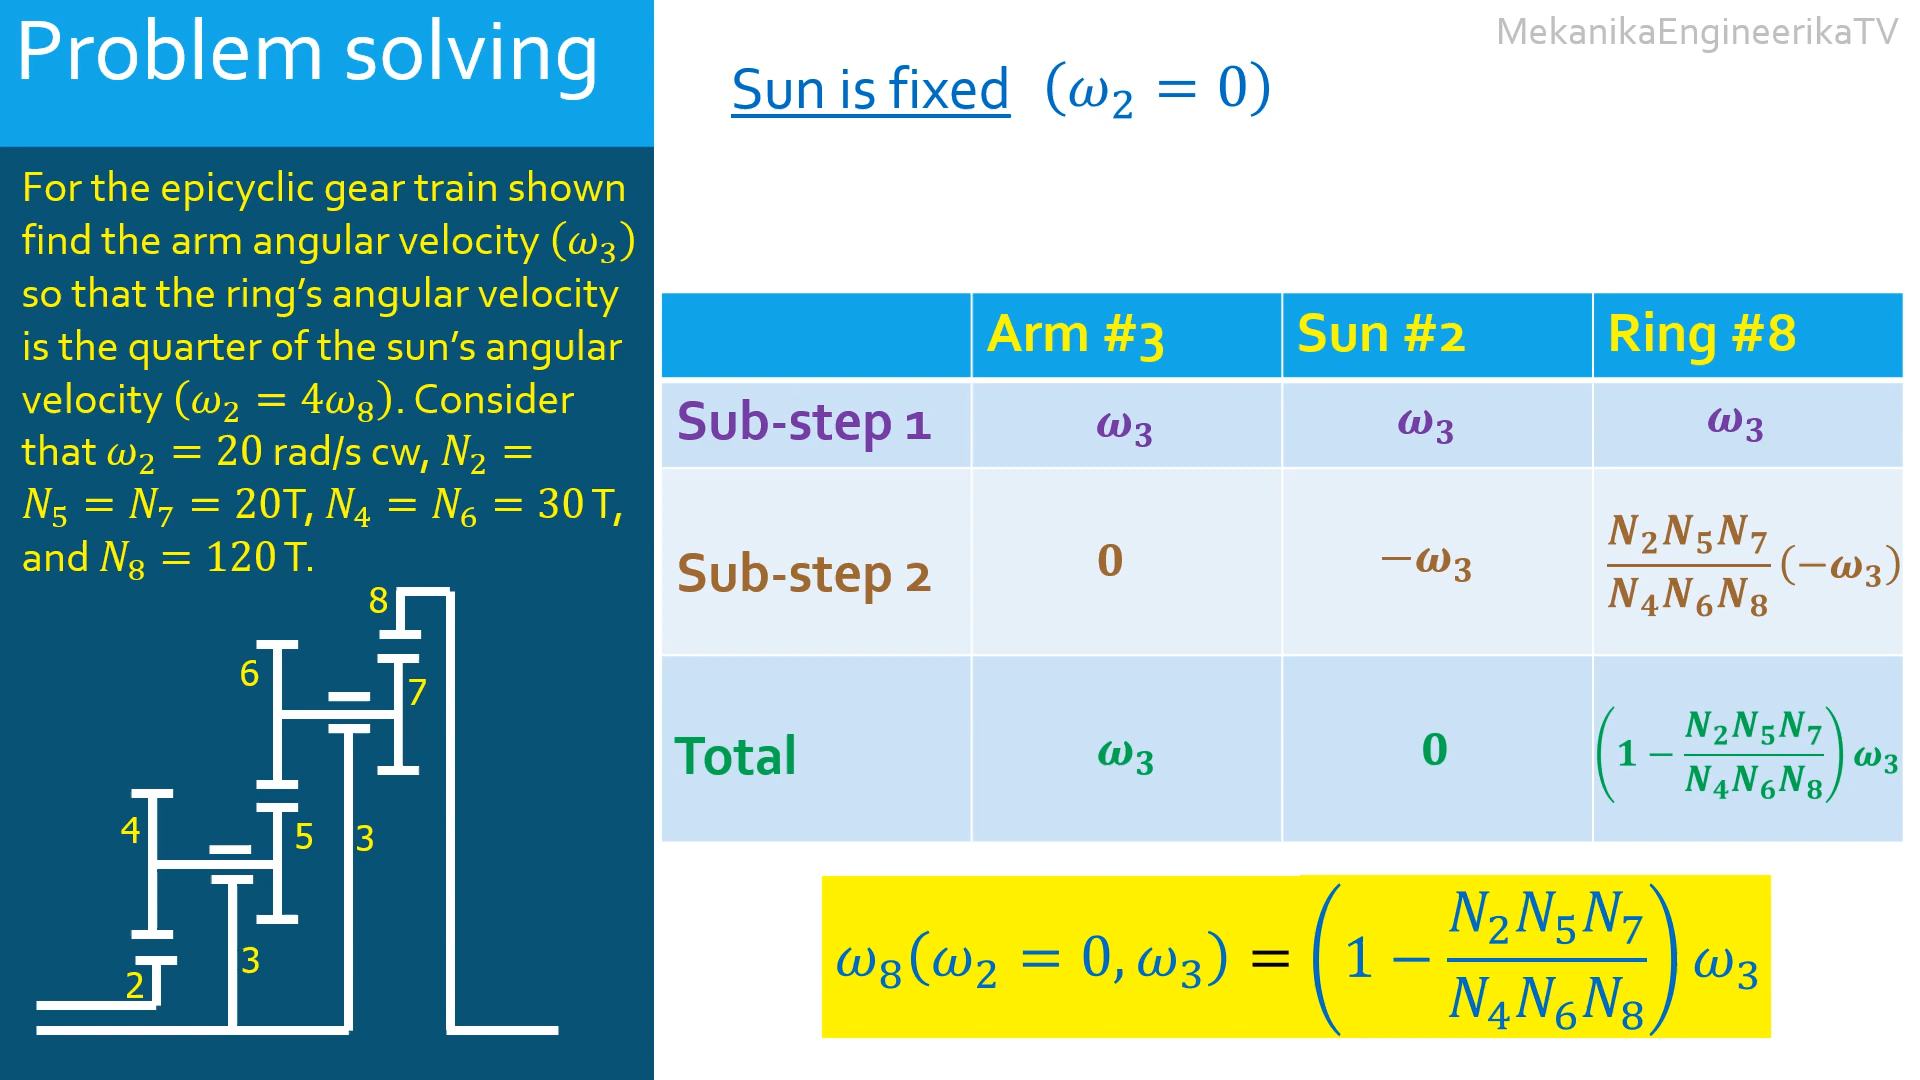 Problem solving
MekanikaEngineerikaTV
Sun is fixed (ω₂ = 0)
For the epicyclic gear train shown
find the arm angular velocity (ω₃)
so that the ring’s angular velocity
is the quarter of the sun’s angular
velocity (ω₂ = 4ω₈). Consider
that ω₂ = 20 rad/s cw, N₂ =
N₅ = N₇ = 20T, N₄ = N₆ = 30 T,
and N₈ = 120 T.
8
6
7
4
5
3
3
2
Arm #3 Sun #2 Ring #8
Sub-step 1 ω₃ ω₃ ω₃
Sub-step 2 0 −ω₃ N₂N₅N₇/N₄N₆N₈ (−ω₃)
Total ω₃ 0 (1 − N₂N₅N₇/N₄N₆N₈) ω₃
ω₈(ω₂ = 0, ω₃) = (1 − N₂N₅N₇/N₄N₆N₈) ω₃